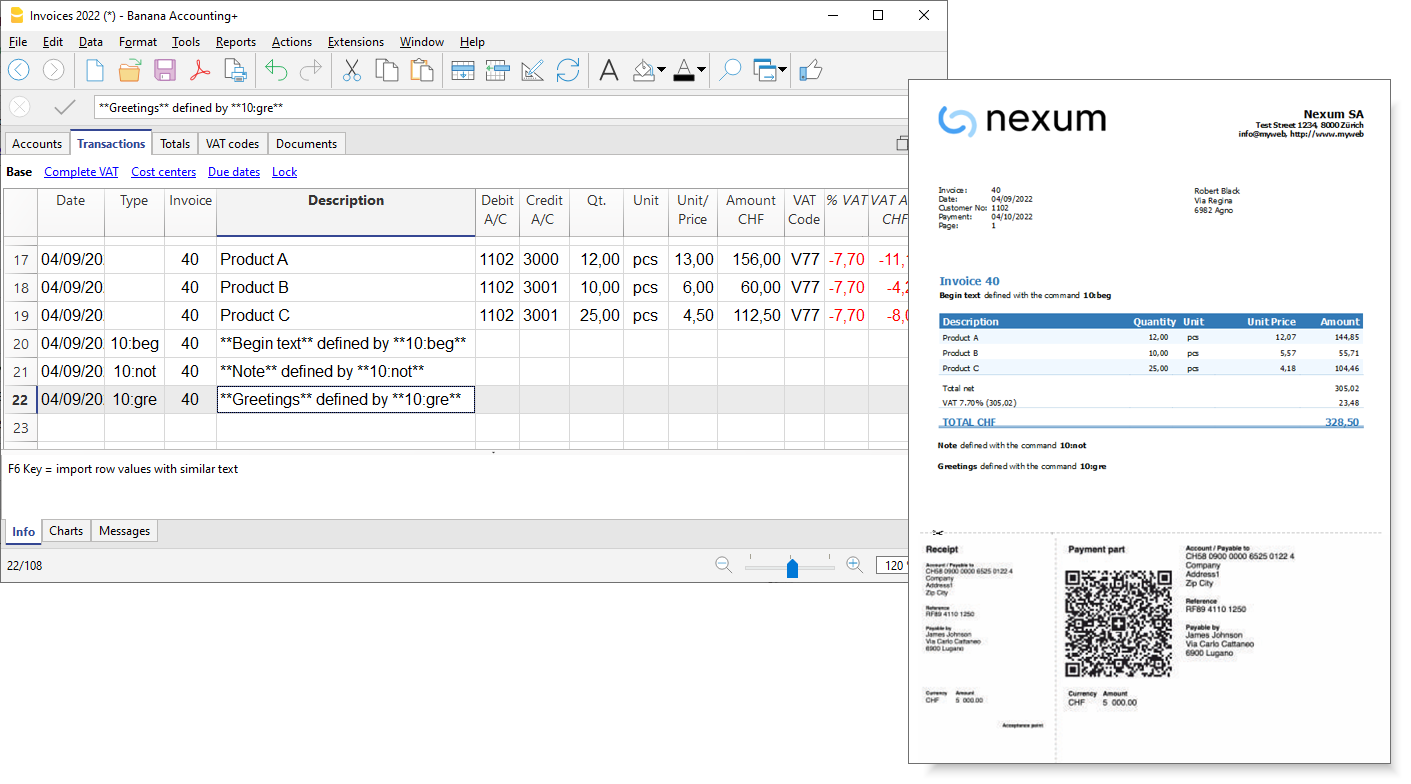 Invoices 2022 (*) - Banana Accounting+
File Edit Data Format Tools Reports Actions Extensions Window Help
**Greetings** defined by **10:gre**
Accounts Transactions Totals VAT codes Documents
Base Complete VAT Cost centers Due dates Lock
Date Type Invoice Description Debit A/C Credit A/C Qt. Unit Unit/ Price Amount CHF VAT Code % VAT VAT A CHF
17 04/09/20 40 Product A 1102 3000 12,00 pcs 13,00 156,00 V77 -7,70 -11,
18 04/09/20 40 Product B 1102 3001 10,00 pcs 6,00 60,00 V77 -7,70 -4,2
19 04/09/20 40 Product C 1102 3001 25,00 pcs 4,50 112,50 V77 -7,70 -8,0
20 04/09/20 10:beg 40 **Begin text** defined by **10:beg**
21 04/09/20 10:not 40 **Note** defined by **10:not**
22 04/09/20 10:gre 40 **Greetings** defined by **10:gre**
23
F6 Key = import row values with similar text
Info Charts Messages
22/108
120
nexum
Nexum SA
Test Street 1234, 8000 Zürich
info@myweb, http://www.myweb
Invoice: 40
Date: 04/09/2022
Customer No: 1102
Payment: 04/10/2022
Page: 1
Robert Black
Via Regina
6982 Agno
Invoice 40
Begin text defined with the command 10:beg
Description Quantity Unit Unit Price Amount
Product A 12,00 pcs 12,07 144,85
Product B 10,00 pcs 5,57 55,71
Product C 25,00 pcs 4,18 104,46
Total net 305,02
VAT 7.70% (305,02) 23,48
TOTAL CHF 328,50
Note defined with the command 10:not
Greetings defined with the command 10:gre
Receipt
Account / Payable to
CH58 0900 0000 6525 0122 4
Company
Address1
Zip City
Reference
RF89 4110 1250
Payable by
James Johnson
Via Carlo Cattaneo
6900 Lugano
Currency Amount
CHF 5 000.00
Acceptance point
Payment part
Currency Amount
CHF 5 000.00
Account / Payable to
CH58 0900 0000 6525 0122 4
Company
Address1
Zip City
Reference
RF89 4110 1250
Payable by
James Johnson
Via Carlo Cattaneo
6900 Lugano